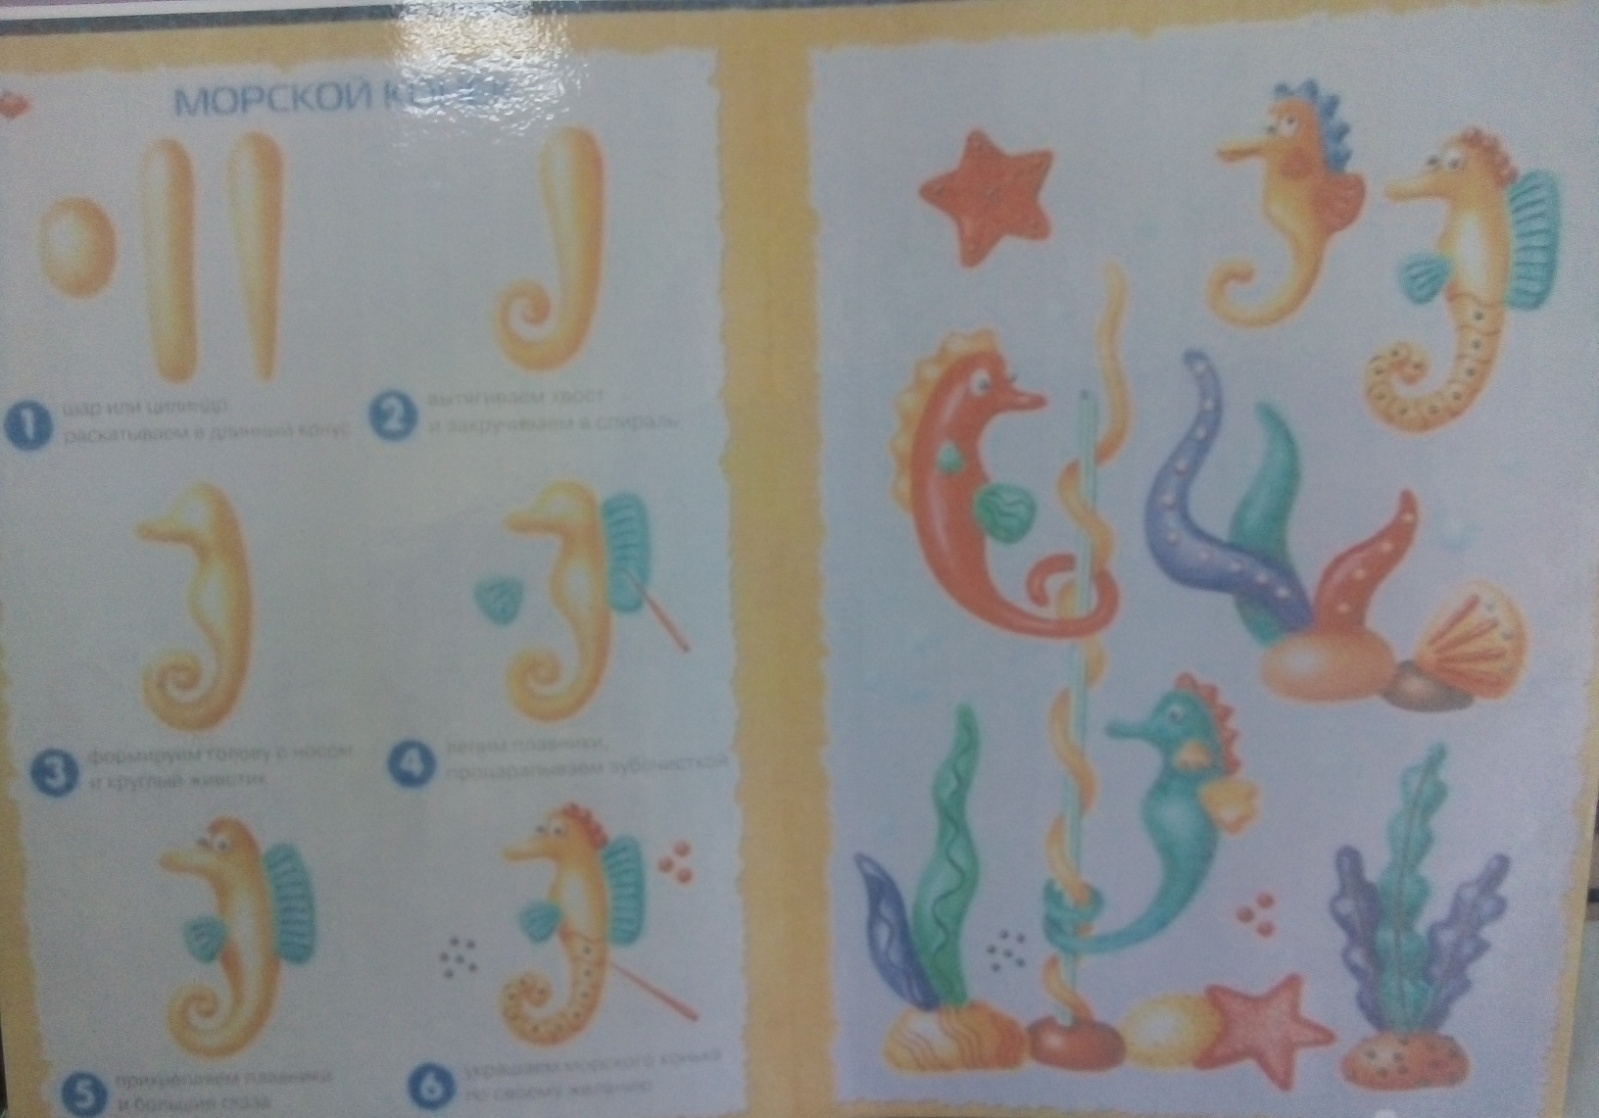 МОРСКОЙ КОНЕК
1 шар или цилиндр
раскатываем в длинный конус
2 вытягиваем хвост
и закручиваем в спираль
3 формируем голову с носом
и круглый животик
4 лепим плавники,
процарапываем зубочисткой
5 прикрепляем плавники
и большие глаза
6 украшаем морского конька
по своему желанию